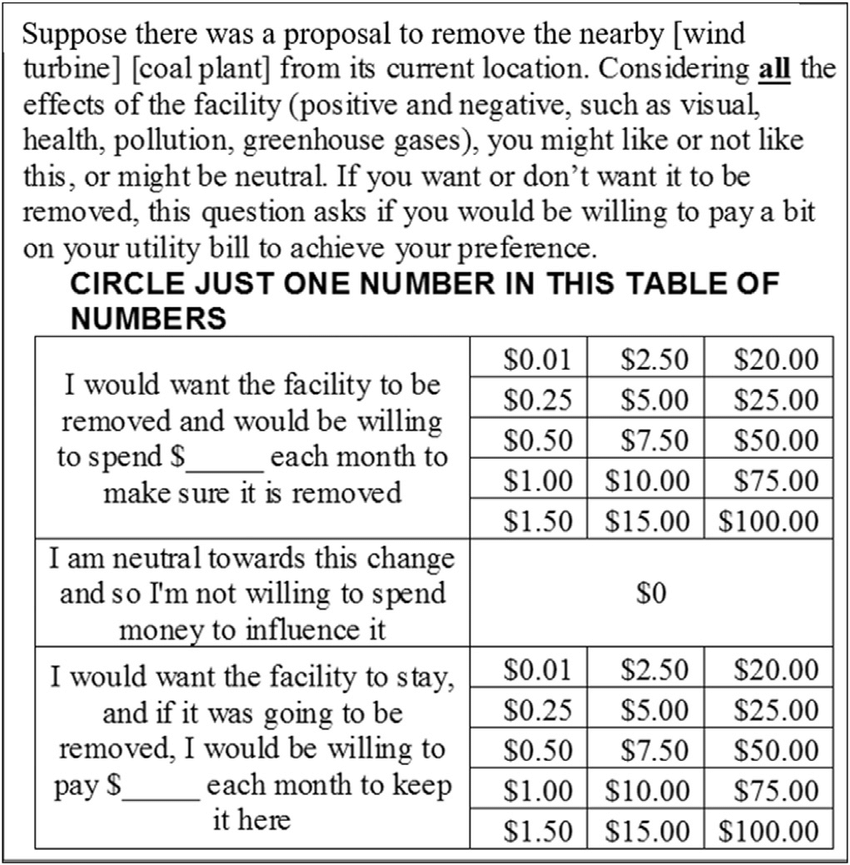 Suppose there was a proposal to remove the nearby [wind
turbine] [coal plant] from its current location. Considering all the
effects of the facility (positive and negative, such as visual,
health, pollution, greenhouse gases), you might like or not like
this, or might be neutral. If you want or don't want it to be
removed, this question asks if you would be willing to pay a bit
on your utility bill to achieve your preference.
CIRCLE JUST ONE NUMBER IN THIS TABLE OF
NUMBERS
I would want the facility to be
removed and would be willing
to spend $_____ each month to
make sure it is removed
$0.01 $2.50 $20.00
$0.25 $5.00 $25.00
$0.50 $7.50 $50.00
$1.00 $10.00 $75.00
$1.50 $15.00 $100.00
I am neutral towards this change
and so I'm not willing to spend
money to influence it
$0
I would want the facility to stay,
and if it was going to be
removed, I would be willing to
pay $_____ each month to keep
it here
$0.01 $2.50 $20.00
$0.25 $5.00 $25.00
$0.50 $7.50 $50.00
$1.00 $10.00 $75.00
$1.50 $15.00 $100.00